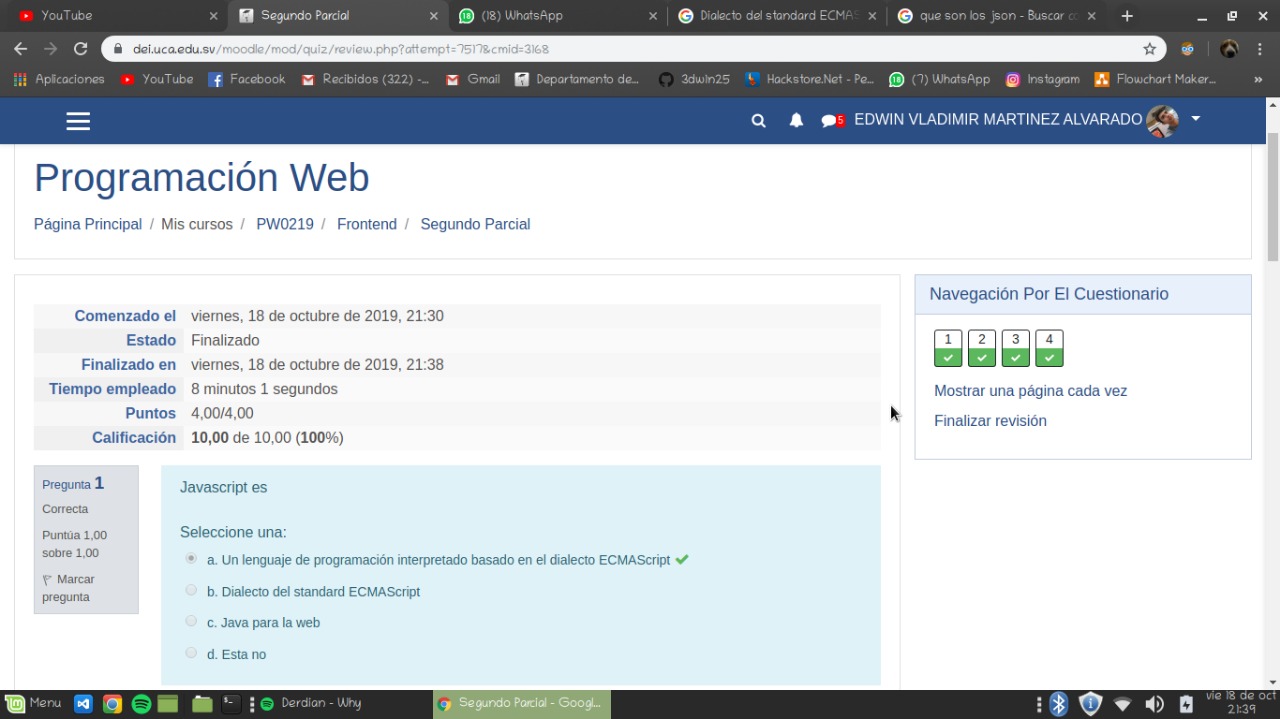 YouTube
Segundo Parcial
(18) WhatsApp
Dialecto del standard ECMAS
que son los json - Buscar co
dei.uca.edu.sv/moodle/mod/quiz/review.php?attempt=7517&cmid=3168
Aplicaciones
YouTube
Facebook
Recibidos (322) -...
Gmail
Departamento de...
3dw1n25
Hackstore.Net - Pe...
(7) WhatsApp
Instagram
Flowchart Maker...
»
5
EDWIN VLADIMIR MARTINEZ ALVARADO
Programación Web
Página Principal / Mis cursos / PW0219 / Frontend / Segundo Parcial
Comenzado el viernes, 18 de octubre de 2019, 21:30
Estado Finalizado
Finalizado en viernes, 18 de octubre de 2019, 21:38
Tiempo empleado 8 minutos 1 segundos
Puntos 4,00/4,00
Calificación 10,00 de 10,00 (100%)
Navegación Por El Cuestionario
1 2 3 4
Mostrar una página cada vez
Finalizar revisión
Pregunta 1
Correcta
Puntúa 1,00
sobre 1,00
Marcar
pregunta
Javascript es
Seleccione una:
a. Un lenguaje de programación interpretado basado en el dialecto ECMAScript
b. Dialecto del standard ECMAScript
c. Java para la web
d. Esta no
Menu
Derdian - Why
Segundo Parcial - Googl...
vie 18 de oct
21:39